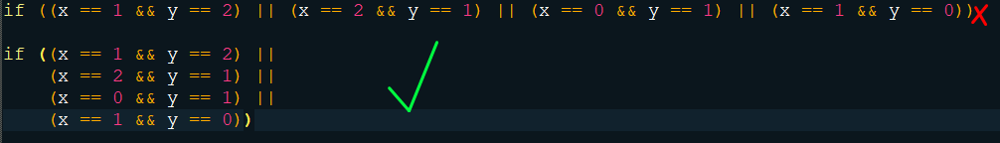 if ((x == 1 && y == 2) || (x == 2 && y == 1) || (x == 0 && y == 1) || (x == 1 && y == 0))
if ((x == 1 && y == 2) ||
(x == 2 && y == 1) ||
(x == 0 && y == 1) ||
(x == 1 && y == 0))